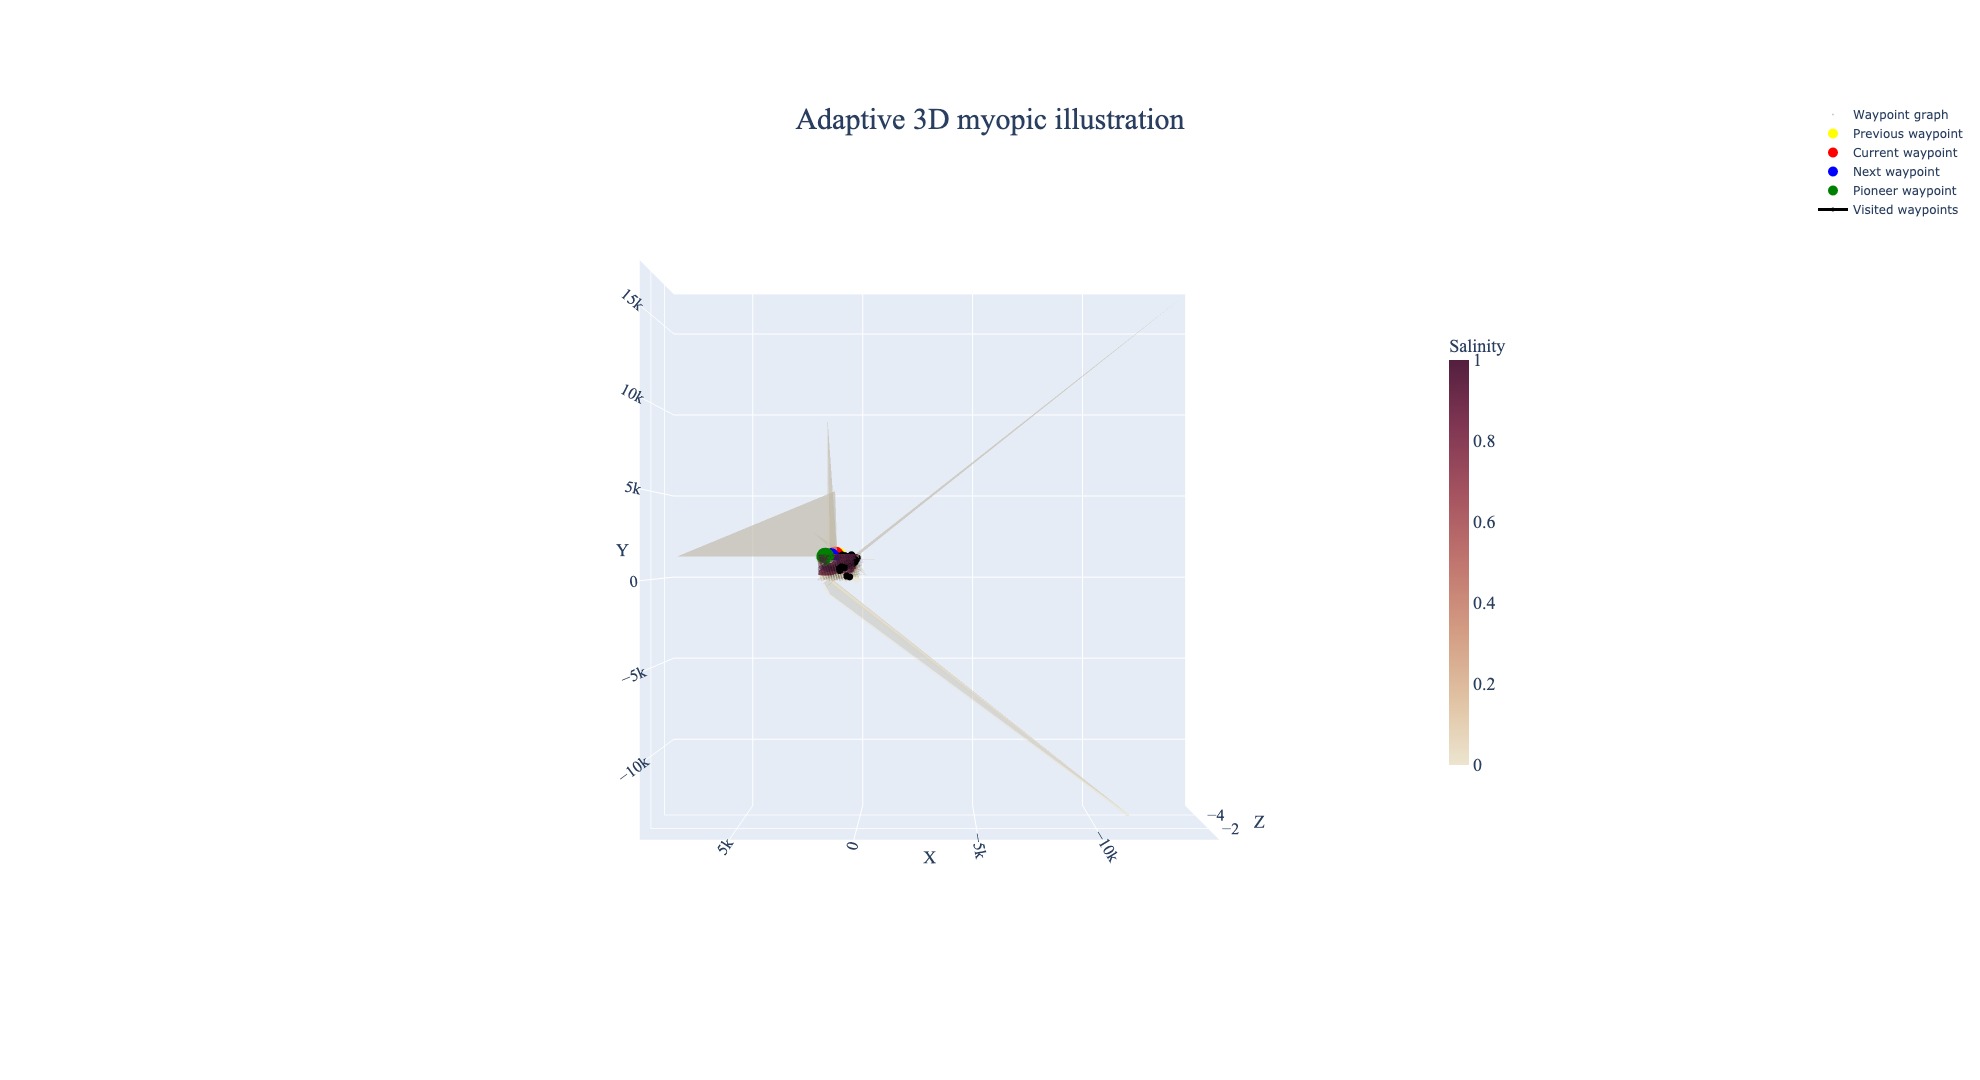 Adaptive 3D myopic illustration
Waypoint graph
Previous waypoint
Current waypoint
Next waypoint
Pioneer waypoint
Visited waypoints
Salinity
1
0.8
0.6
0.4
0.2
0
15k
10k
5k
Y
0
−5k
−10k
5k
0
X
−5k
−10k
−4
−2
Z